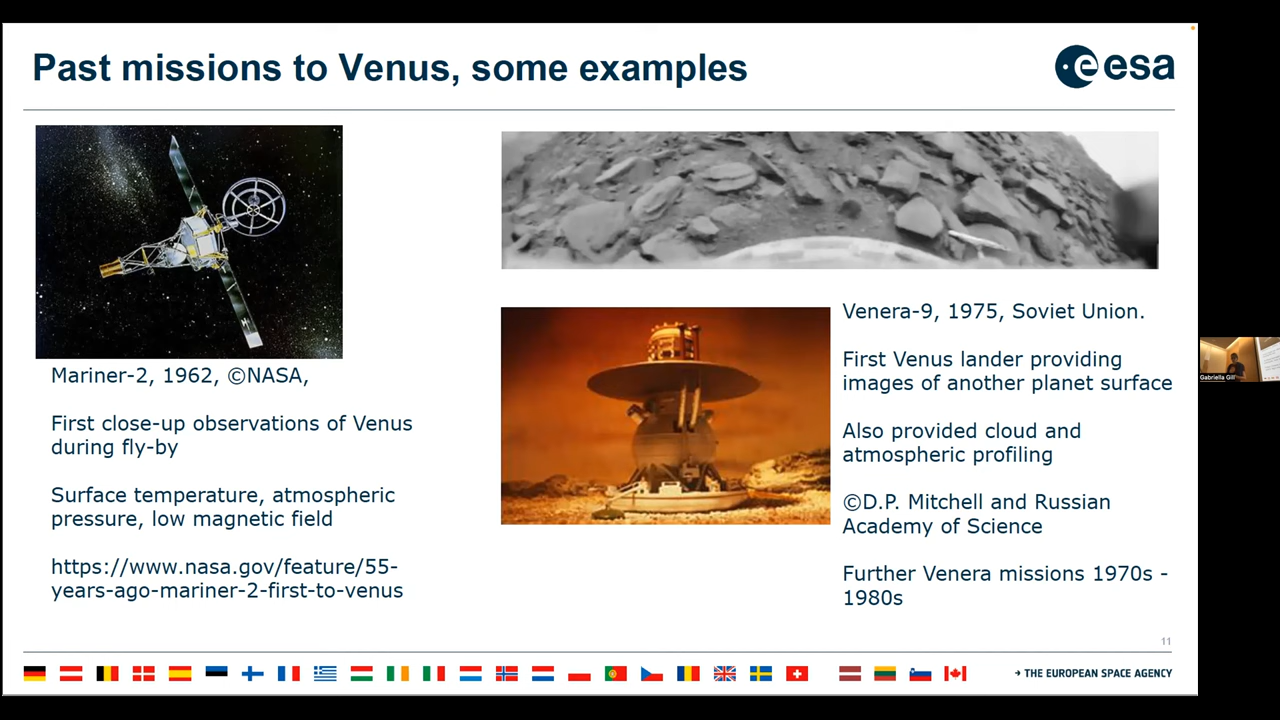 Past missions to Venus, some examples
esa
Mariner-2, 1962, ©NASA,
First close-up observations of Venus
during fly-by
Surface temperature, atmospheric
pressure, low magnetic field
https://www.nasa.gov/feature/55-
years-ago-mariner-2-first-to-venus
Venera-9, 1975, Soviet Union.
First Venus lander providing
images of another planet surface
Also provided cloud and
atmospheric profiling
©D.P. Mitchell and Russian
Academy of Science
Further Venera missions 1970s -
1980s
11
→ THE EUROPEAN SPACE AGENCY
Gabriella Gilli